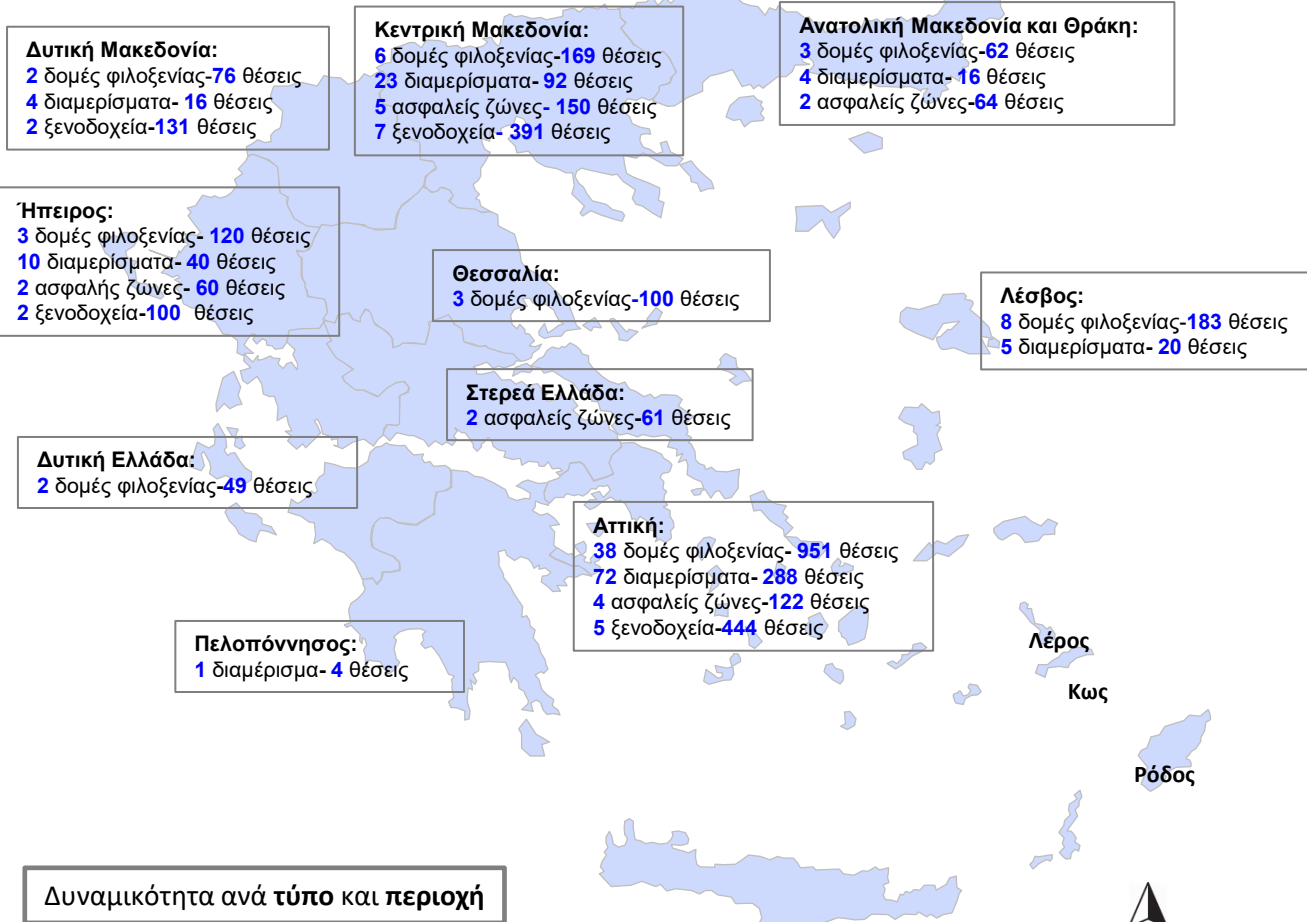 Δυτική Μακεδονία:
2 δομές φιλοξενίας-76 θέσεις
4 διαμερίσματα- 16 θέσεις
2 ξενοδοχεία-131 θέσεις
Κεντρική Μακεδονία:
6 δομές φιλοξενίας-169 θέσεις
23 διαμερίσματα- 92 θέσεις
5 ασφαλείς ζώνες- 150 θέσεις
7 ξενοδοχεία- 391 θέσεις
Ανατολική Μακεδονία και Θράκη:
3 δομές φιλοξενίας-62 θέσεις
4 διαμερίσματα- 16 θέσεις
2 ασφαλείς ζώνες-64 θέσεις
Ήπειρος:
3 δομές φιλοξενίας- 120 θέσεις
10 διαμερίσματα- 40 θέσεις
2 ασφαλής ζώνες- 60 θέσεις
2 ξενοδοχεία-100 θέσεις
Θεσσαλία:
3 δομές φιλοξενίας-100 θέσεις
Λέσβος:
8 δομές φιλοξενίας-183 θέσεις
5 διαμερίσματα- 20 θέσεις
Στερεά Ελλάδα:
2 ασφαλείς ζώνες-61 θέσεις
Δυτική Ελλάδα:
2 δομές φιλοξενίας-49 θέσεις
Αττική:
38 δομές φιλοξενίας- 951 θέσεις
72 διαμερίσματα- 288 θέσεις
4 ασφαλείς ζώνες-122 θέσεις
5 ξενοδοχεία-444 θέσεις
Πελοπόννησος:
1 διαμέρισμα- 4 θέσεις
Λέρος
Κως
Ρόδος
Δυναμικότητα ανά τύπο και περιοχή